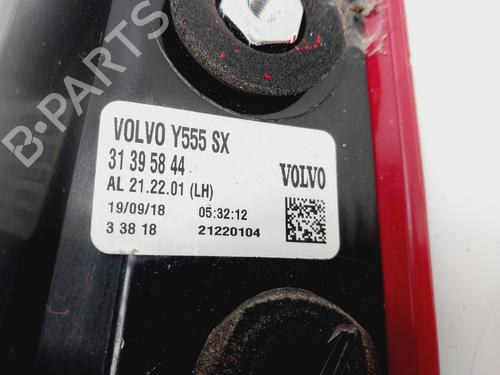 VOLVO Y555 SX
31 39 58 44
AL 21.22.01 (LH)
VOLVO
19/09/18 05:32:12
3 38 18 21220104
B-PARTS